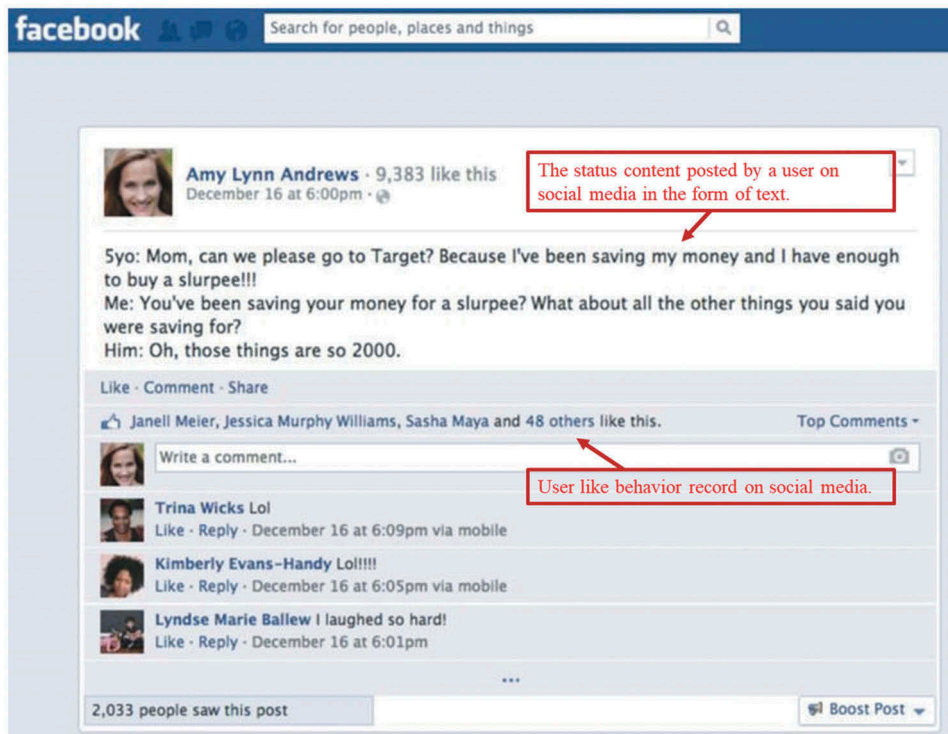 facebook Search for people, places and things
Amy Lynn Andrews · 9,383 like this
December 16 at 6:00pm ·
The status content posted by a user on
social media in the form of text.
5yo: Mom, can we please go to Target? Because I've been saving my money and I have enough
to buy a slurpee!!!
Me: You've been saving your money for a slurpee? What about all the other things you said you
were saving for?
Him: Oh, those things are so 2000.
Like · Comment · Share
Janell Meier, Jessica Murphy Williams, Sasha Maya and 48 others like this. Top Comments
Write a comment...
User like behavior record on social media.
Trina Wicks Lol
Like · Reply · December 16 at 6:09pm via mobile
Kimberly Evans-Handy Lol!!!!
Like · Reply · December 16 at 6:05pm via mobile
Lyndse Marie Ballew I laughed so hard!
Like · Reply · December 16 at 6:01pm
...
2,033 people saw this post Boost Post